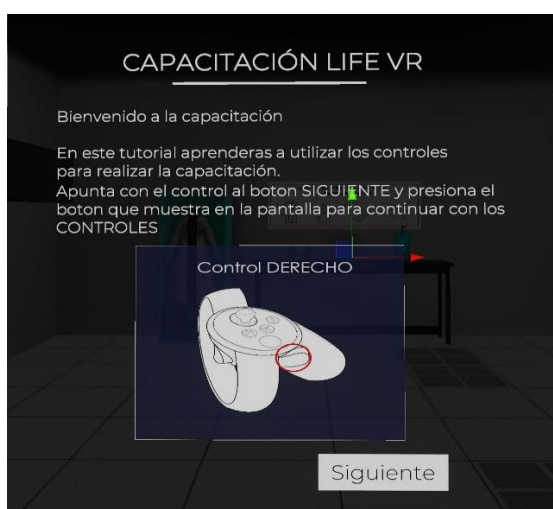 CAPACITACIÓN LIFE VR
Bienvenido a la capacitación
En este tutorial aprenderas a utilizar los controles
para realizar la capacitación.
Apunta con el control al boton SIGUIENTE y presiona el
boton que muestra en la pantalla para continuar con los
CONTROLES
Control DERECHO
Siguiente